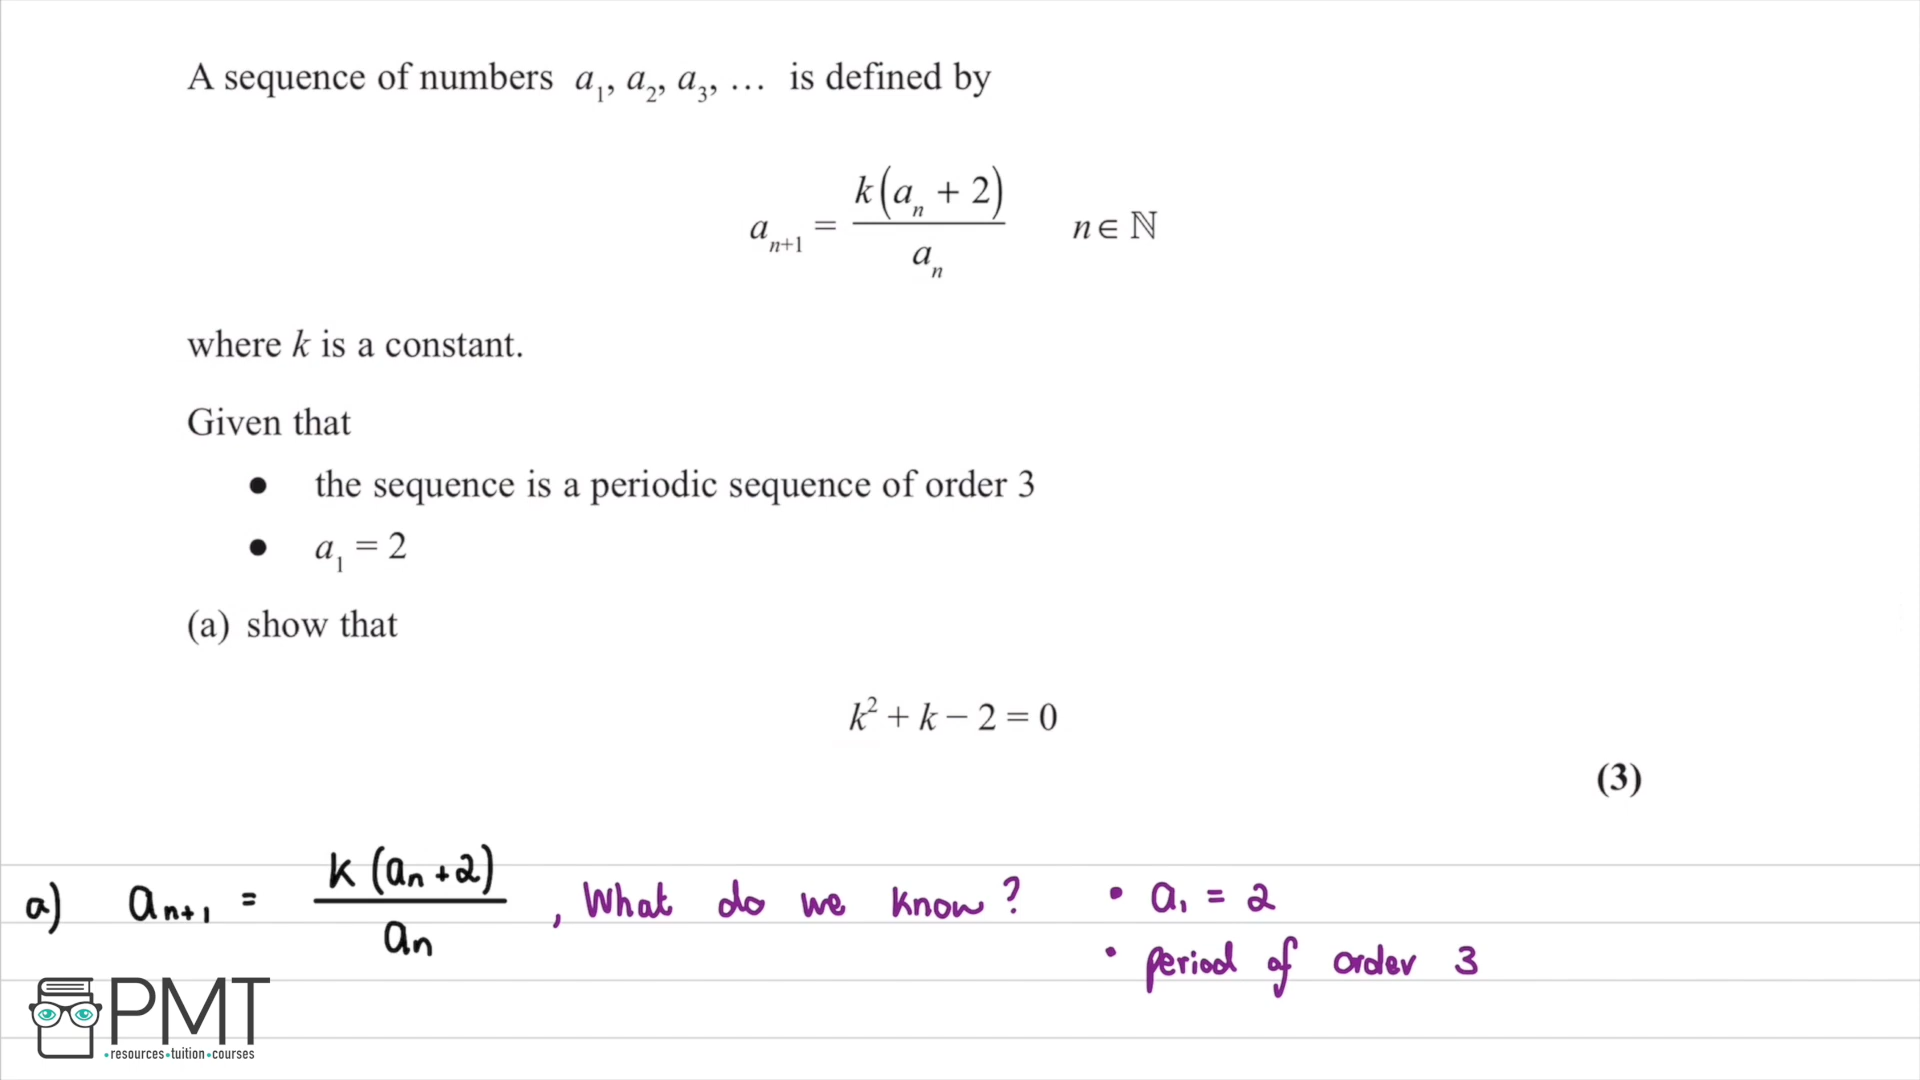 A sequence of numbers a₁, a₂, a₃, … is defined by
aₙ₊₁ = k(aₙ + 2) / aₙ n ∈ ℕ
where k is a constant.
Given that
● the sequence is a periodic sequence of order 3
● a₁ = 2
(a) show that
k² + k − 2 = 0
(3)
a) aₙ₊₁ = k(aₙ+2) / aₙ , What do we know? • a₁ = 2
• period of order 3
PMT
•resources•tuition•courses